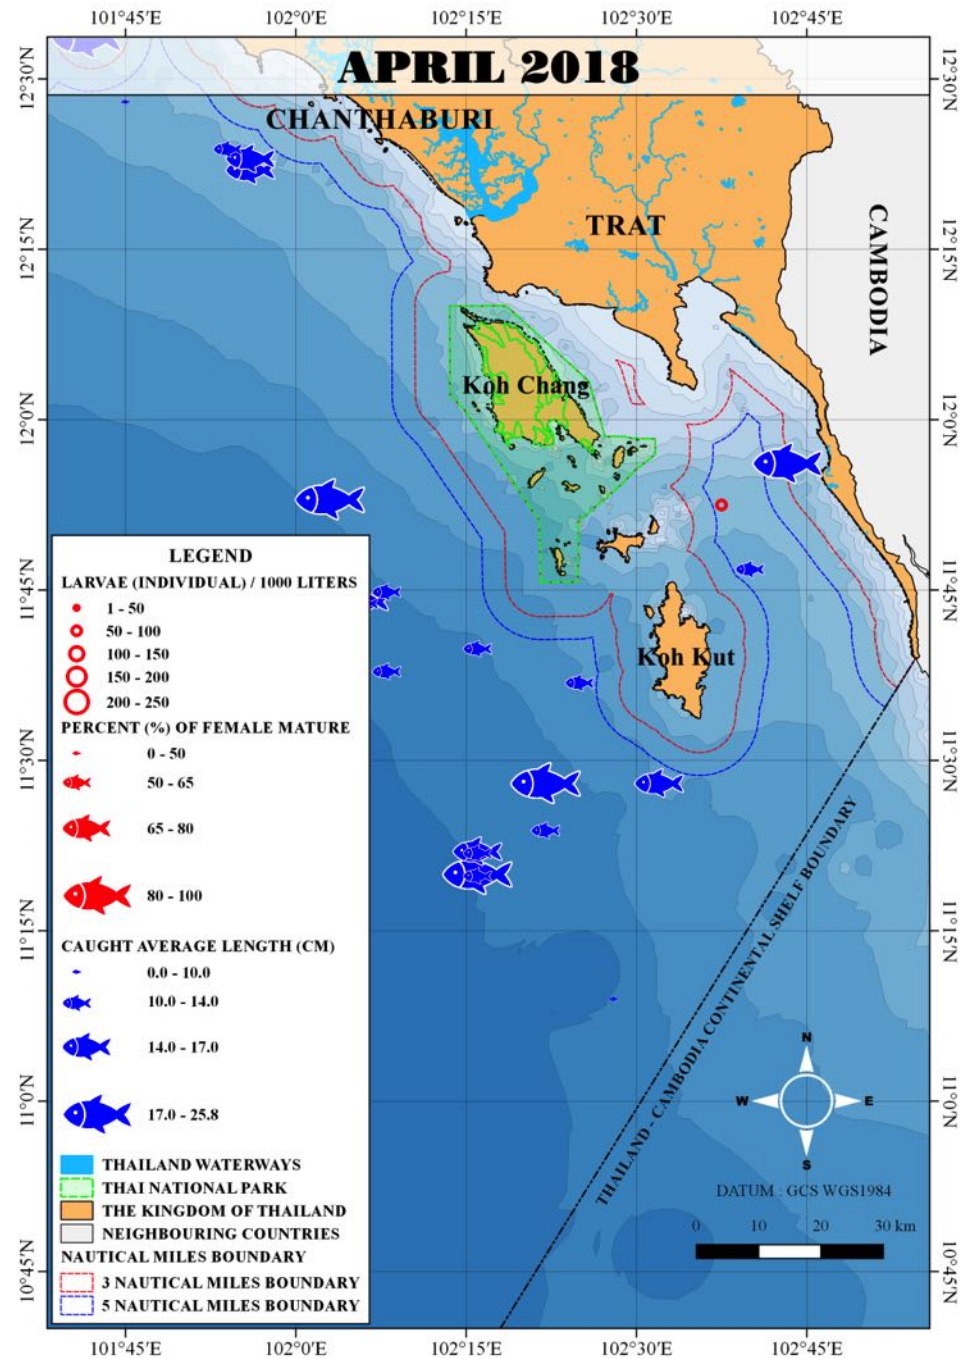 101°45'E 102°0'E 102°15'E 102°30'E 102°45'E
APRIL 2018
12°30'N 12°30'N
CHANTHABURI
TRAT
CAMBODIA
12°15'N 12°15'N
Koh Chang
12°0'N 12°0'N
11°45'N 11°45'N
Koh Kut
11°30'N 11°30'N
11°15'N 11°15'N
11°0'N 11°0'N
10°45'N 10°45'N
THAILAND - CAMBODIA CONTINENTAL SHELF BOUNDARY
LEGEND
LARVAE (INDIVIDUAL) / 1000 LITERS
1 - 50
50 - 100
100 - 150
150 - 200
200 - 250
PERCENT (%) OF FEMALE MATURE
0 - 50
50 - 65
65 - 80
80 - 100
CAUGHT AVERAGE LENGTH (CM)
0.0 - 10.0
10.0 - 14.0
14.0 - 17.0
17.0 - 25.8
THAILAND WATERWAYS
THAI NATIONAL PARK
THE KINGDOM OF THAILAND
NEIGHBOURING COUNTRIES
NAUTICAL MILES BOUNDARY
3 NAUTICAL MILES BOUNDARY
5 NAUTICAL MILES BOUNDARY
N
W E
S
DATUM : GCS WGS1984
0 10 20 30 km
101°45'E 102°0'E 102°15'E 102°30'E 102°45'E